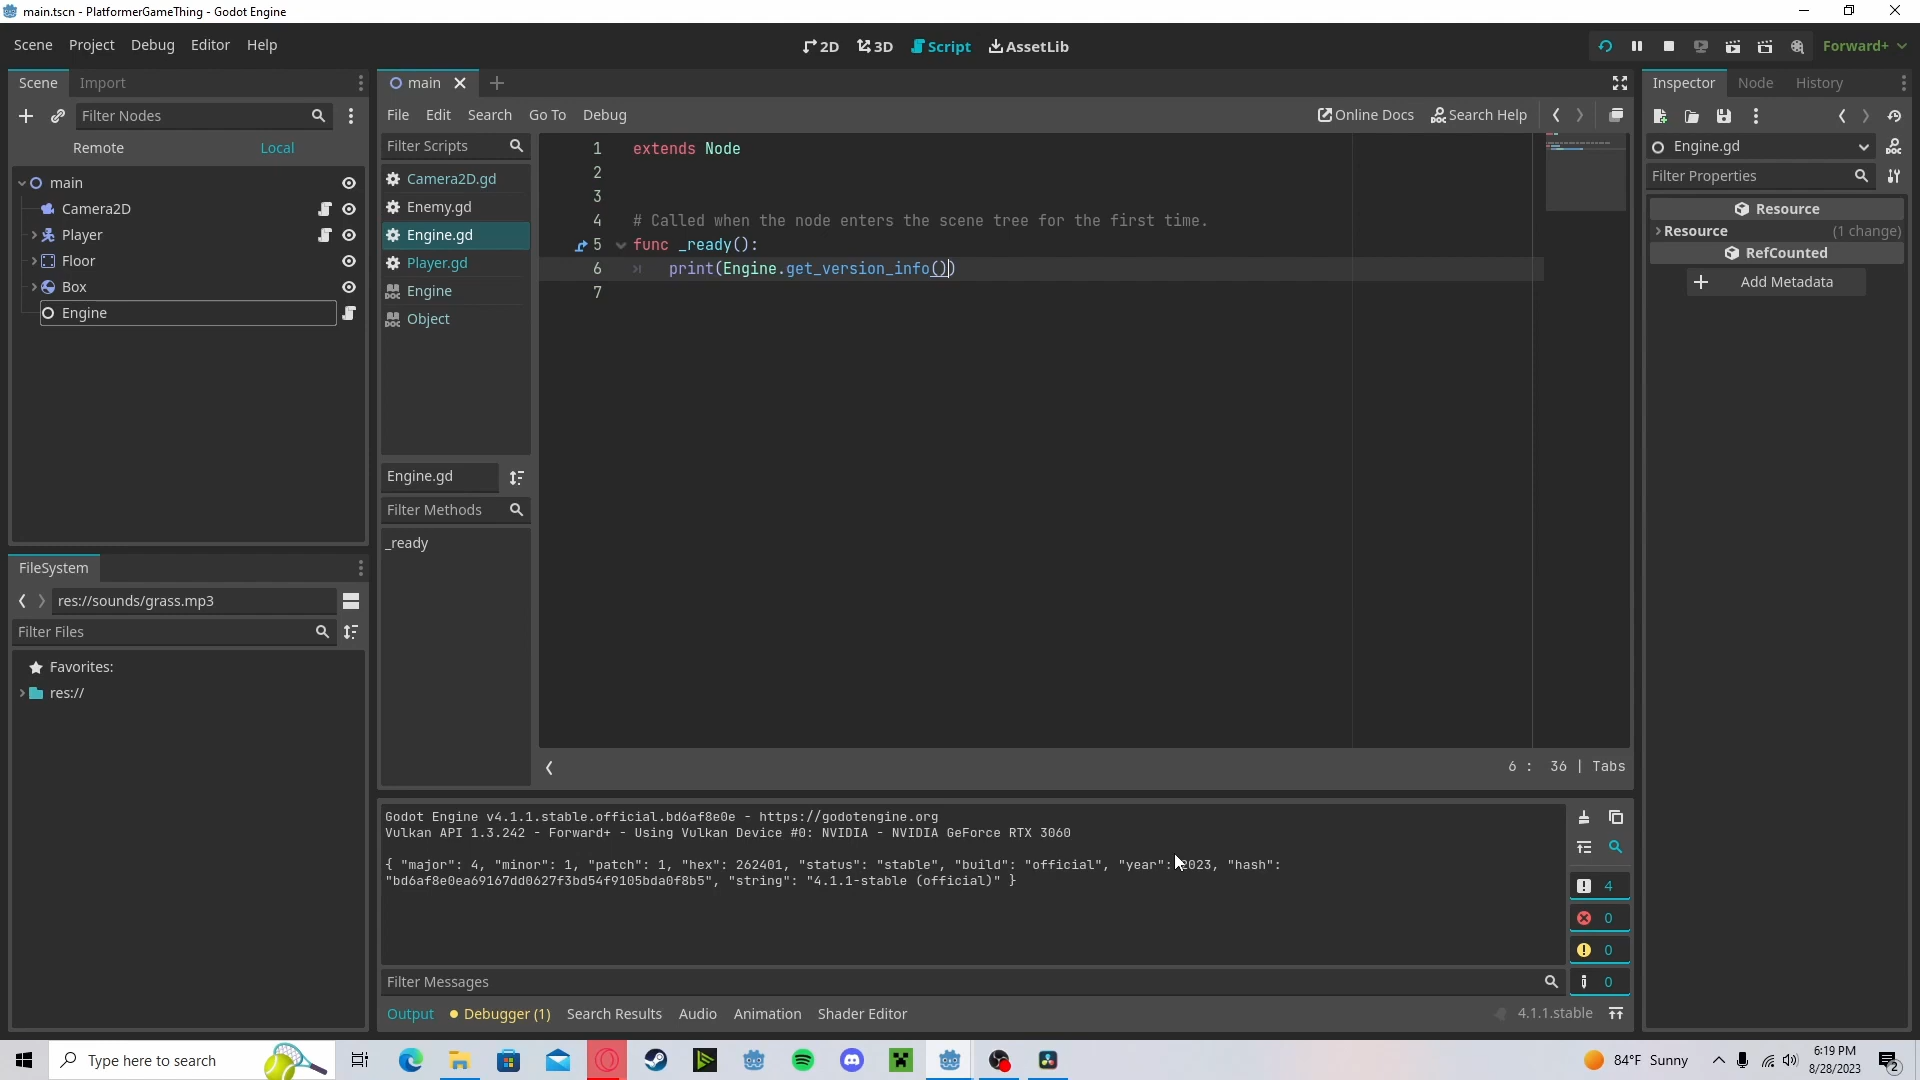 main.tscn - PlatformerGameThing - Godot Engine
Scene Project Debug Editor Help
2D 3D Script AssetLib
Forward+
Scene Import
main
Inspector Node History
Filter Nodes
File Edit Search Go To Debug
Online Docs Search Help
Remote Local
Filter Scripts
Engine.gd
Filter Properties
main
Camera2D
Player
Floor
Box
Engine
Camera2D.gd
Enemy.gd
Engine.gd
Player.gd
Engine
Object
1 extends Node
2
3
4 # Called when the node enters the scene tree for the first time.
5 func _ready():
6 print(Engine.get_version_info())
7
Resource
Resource (1 change)
RefCounted
Add Metadata
Engine.gd
Filter Methods
_ready
6 : 36 | Tabs
FileSystem
res://sounds/grass.mp3
Filter Files
Favorites:
res://
Godot Engine v4.1.1.stable.official.bd6af8e0e - https://godotengine.org
Vulkan API 1.3.242 - Forward+ - Using Vulkan Device #0: NVIDIA - NVIDIA GeForce RTX 3060
{ "major": 4, "minor": 1, "patch": 1, "hex": 262401, "status": "stable", "build": "official", "year": 2023, "hash":
"bd6af8e0ea69167dd0627f3bd54f9105bda0f8b5", "string": "4.1.1-stable (official)" }
4
0
0
0
Filter Messages
Output Debugger (1) Search Results Audio Animation Shader Editor
4.1.1.stable
Type here to search
84°F Sunny
6:19 PM
8/28/2023
2